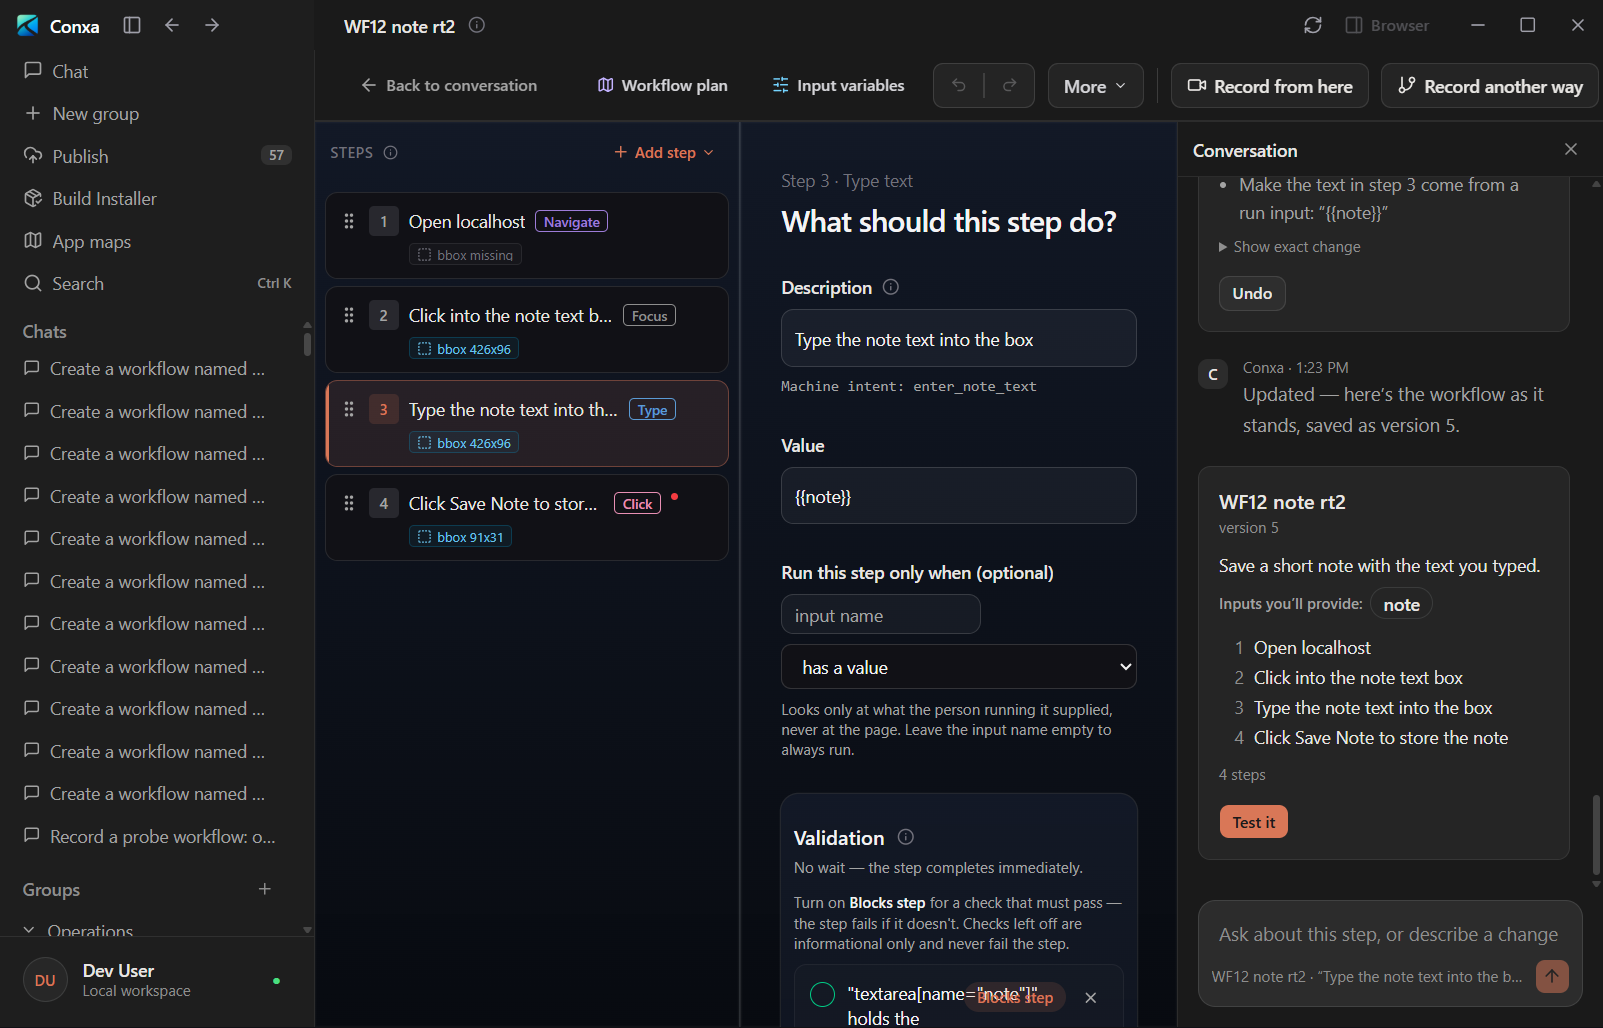 Conxa
WF12 note rt2
Browser
Chat
New group
Publish 57
Build Installer
App maps
Search Ctrl K
Chats
Create a workflow named ...
Create a workflow named ...
Create a workflow named ...
Create a workflow named ...
Create a workflow named ...
Create a workflow named ...
Create a workflow named ...
Create a workflow named ...
Create a workflow named ...
Create a workflow named ...
Create a workflow named ...
Record a probe workflow: o...
Groups
Operations
DU
Dev User
Local workspace
Back to conversation
Workflow plan
Input variables
More
Record from here
Record another way
STEPS
Add step
1 Open localhost Navigate
bbox missing
2 Click into the note text b... Focus
bbox 426x96
3 Type the note text into th... Type
bbox 426x96
4 Click Save Note to stor... Click
bbox 91x31
Step 3 · Type text
What should this step do?
Description
Type the note text into the box
Machine intent: enter_note_text
Value
{{note}}
Run this step only when (optional)
input name
has a value
Looks only at what the person running it supplied,
never at the page. Leave the input name empty to
always run.
Validation
No wait — the step completes immediately.
Turn on Blocks step for a check that must pass —
the step fails if it doesn't. Checks left off are
informational only and never fail the step.
"textarea[name="note"]"
Blocks step
holds the
Conversation
• Make the text in step 3 come from a
run input: “{{note}}”
Show exact change
Undo
C
Conxa · 1:23 PM
Updated — here’s the workflow as it
stands, saved as version 5.
WF12 note rt2
version 5
Save a short note with the text you typed.
Inputs you’ll provide: note
1 Open localhost
2 Click into the note text box
3 Type the note text into the box
4 Click Save Note to store the note
4 steps
Test it
Ask about this step, or describe a change
WF12 note rt2 · “Type the note text into the b...